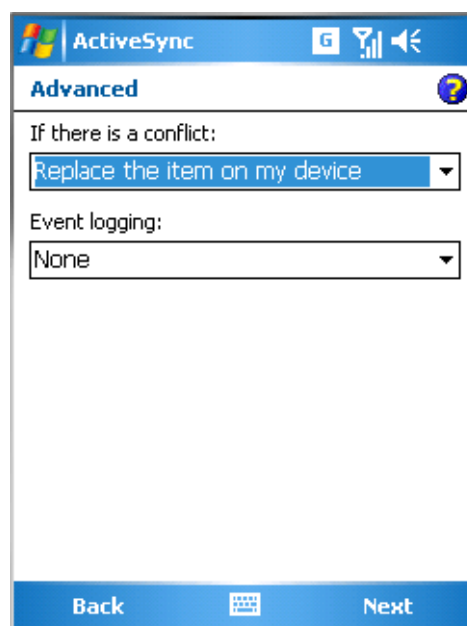 ActiveSync G
Advanced ?
If there is a conflict:
Replace the item on my device
Event logging:
None
Back Next